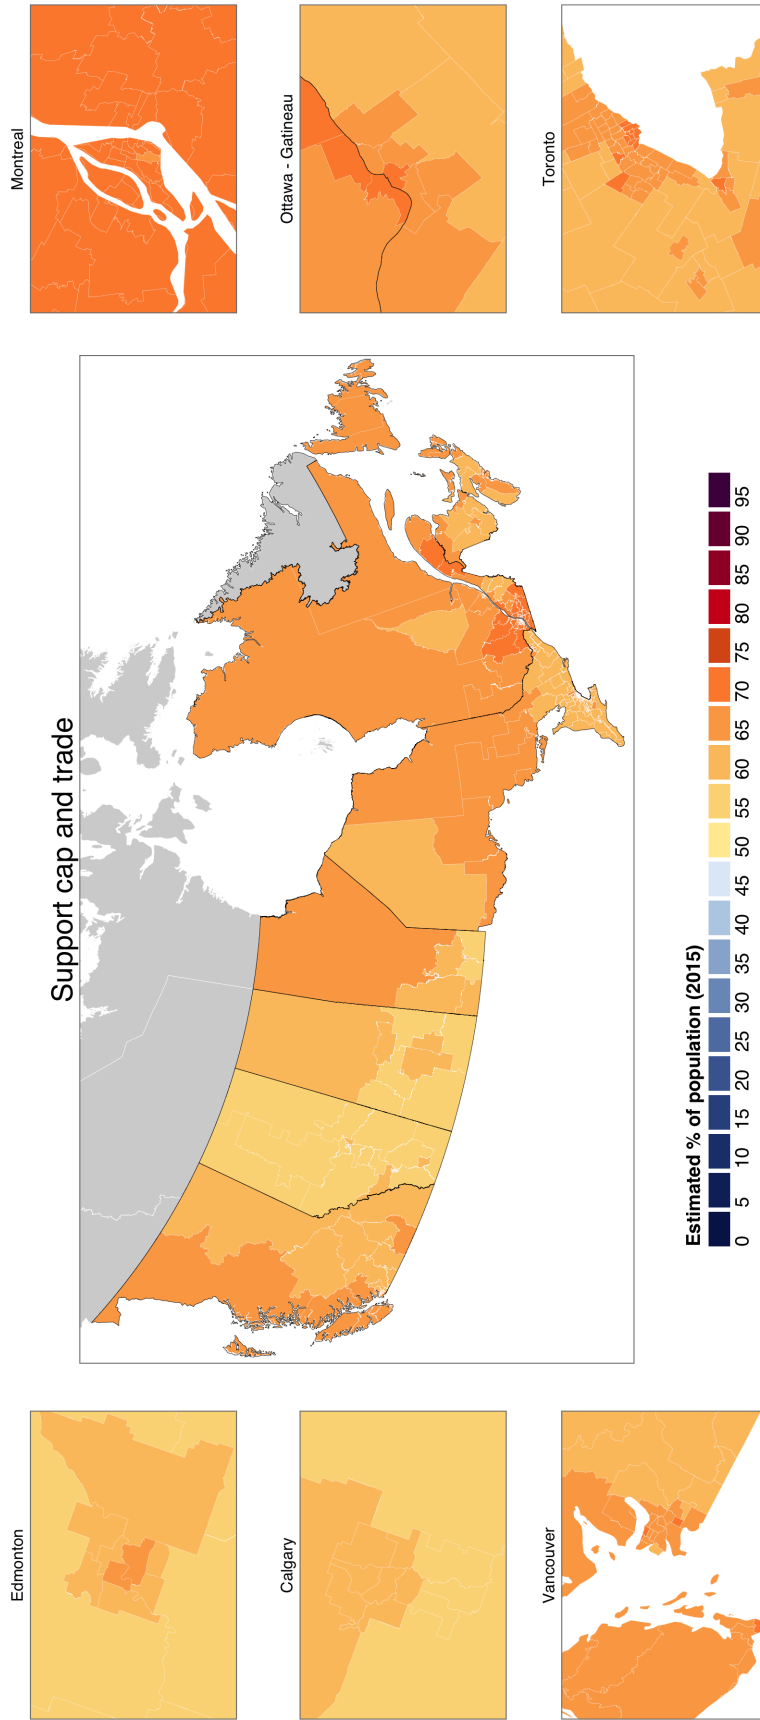 Support cap and trade
Edmonton
Calgary
Vancouver
Montreal
Ottawa - Gatineau
Toronto
Estimated % of population (2015)
0 5 10 15 20 25 30 35 40 45 50 55 60 65 70 75 80 85 90 95